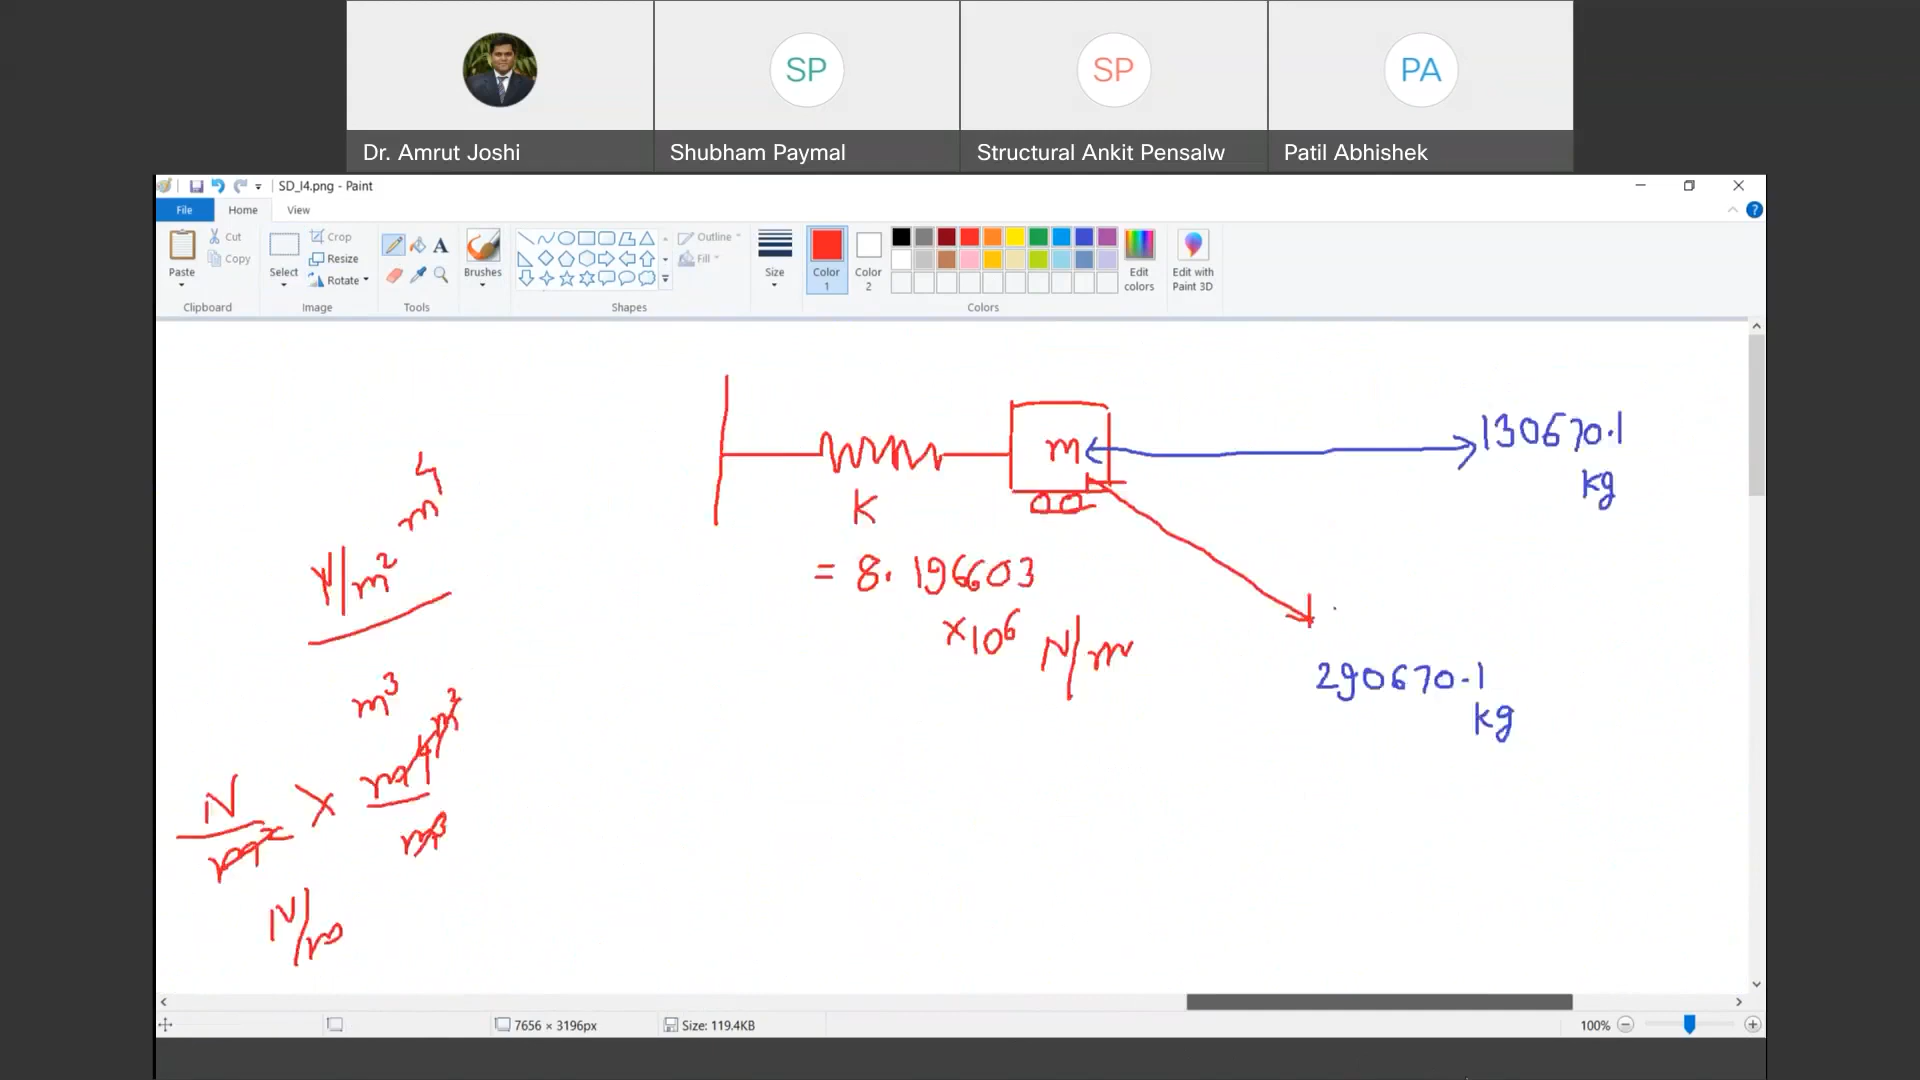 SP
SP
PA
Dr. Amrut Joshi
Shubham Paymal
Structural Ankit Pensalw
Patil Abhishek
SD_l4.png - Paint
File
Home
View
Paste
Cut
Copy
Clipboard
Select
Crop
Resize
Rotate
Image
A
Tools
Brushes
Outline
Fill
Shapes
Size
Color 1
Color 2
Edit colors
Edit with Paint 3D
Colors
?
m
130670.1
kg
K
= 8.196603
×10⁶ N/m
290670.1
kg
m⁴
/m²
m³
N
×
N/m
7656 × 3196px
Size: 119.4KB
100%